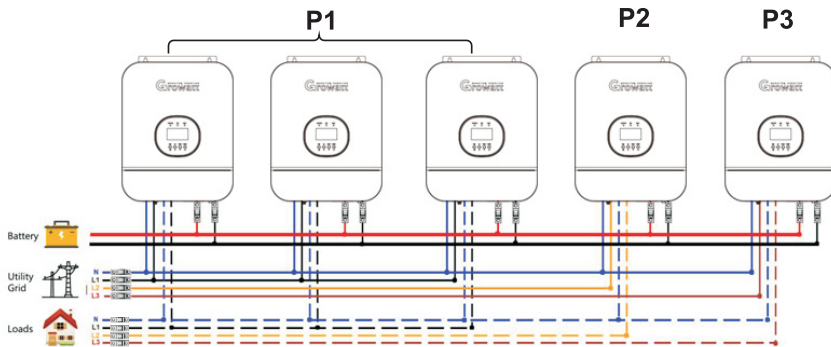 P1 P2 P3
Growatt Growatt Growatt Growatt Growatt
Battery
Utility
Grid
N
L1
L2
L3
Loads
N
L1
L2
L3